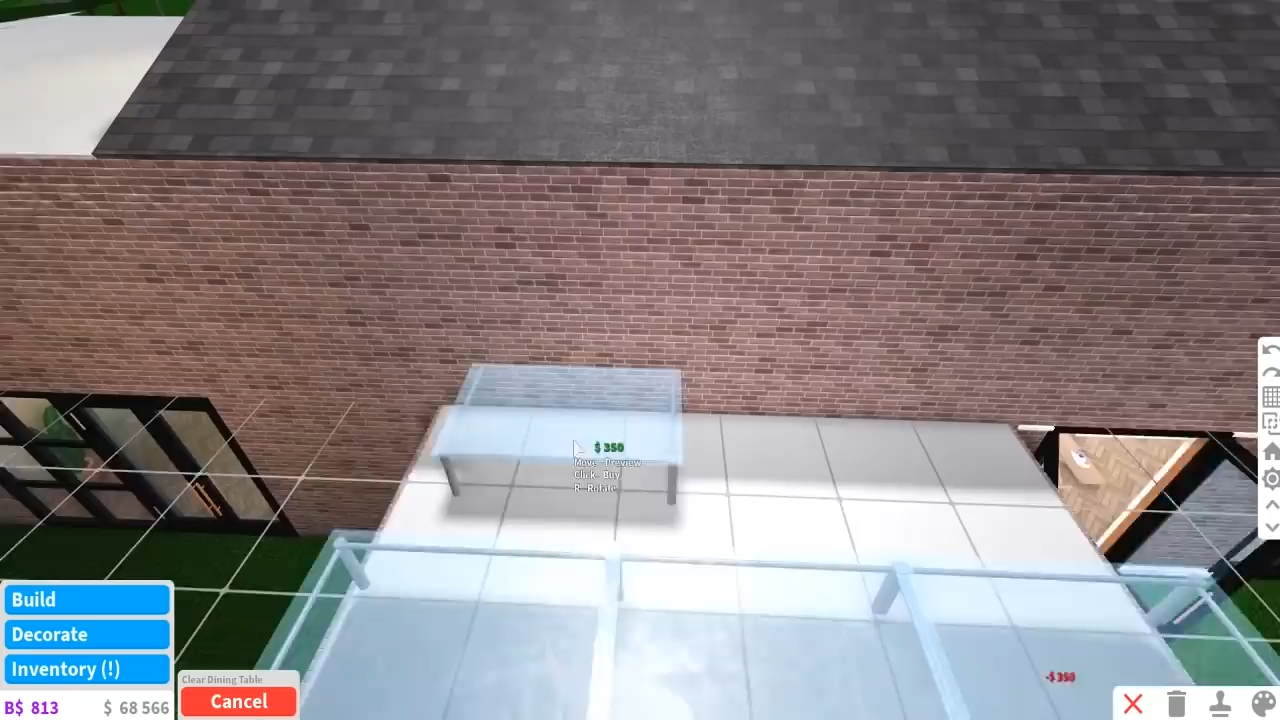 $ 350
Move - Preview
Click - Buy
R - Rotate
-$ 350
Build
Decorate
Inventory (!)
B$ 813
$ 68 566
Clear Dining Table
Cancel